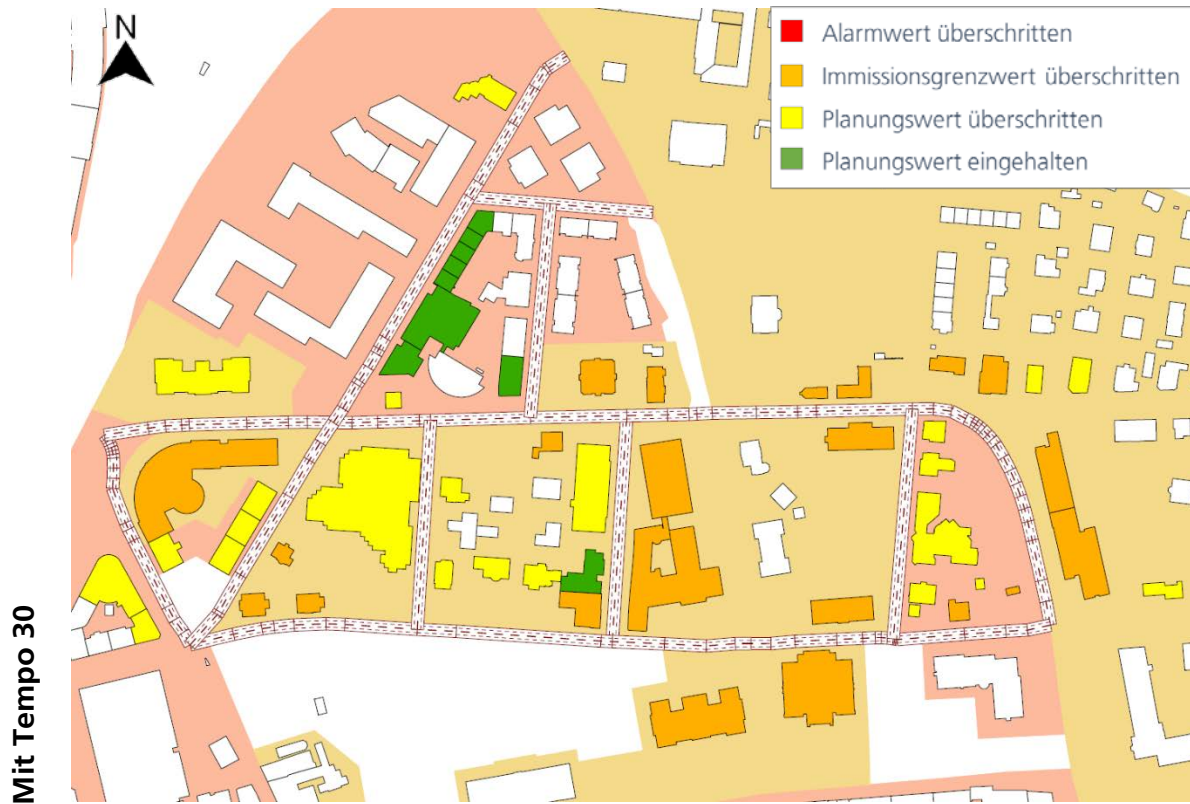 N
Alarmwert überschritten
Immissionsgrenzwert überschritten
Planungswert überschritten
Planungswert eingehalten
Mit Tempo 30